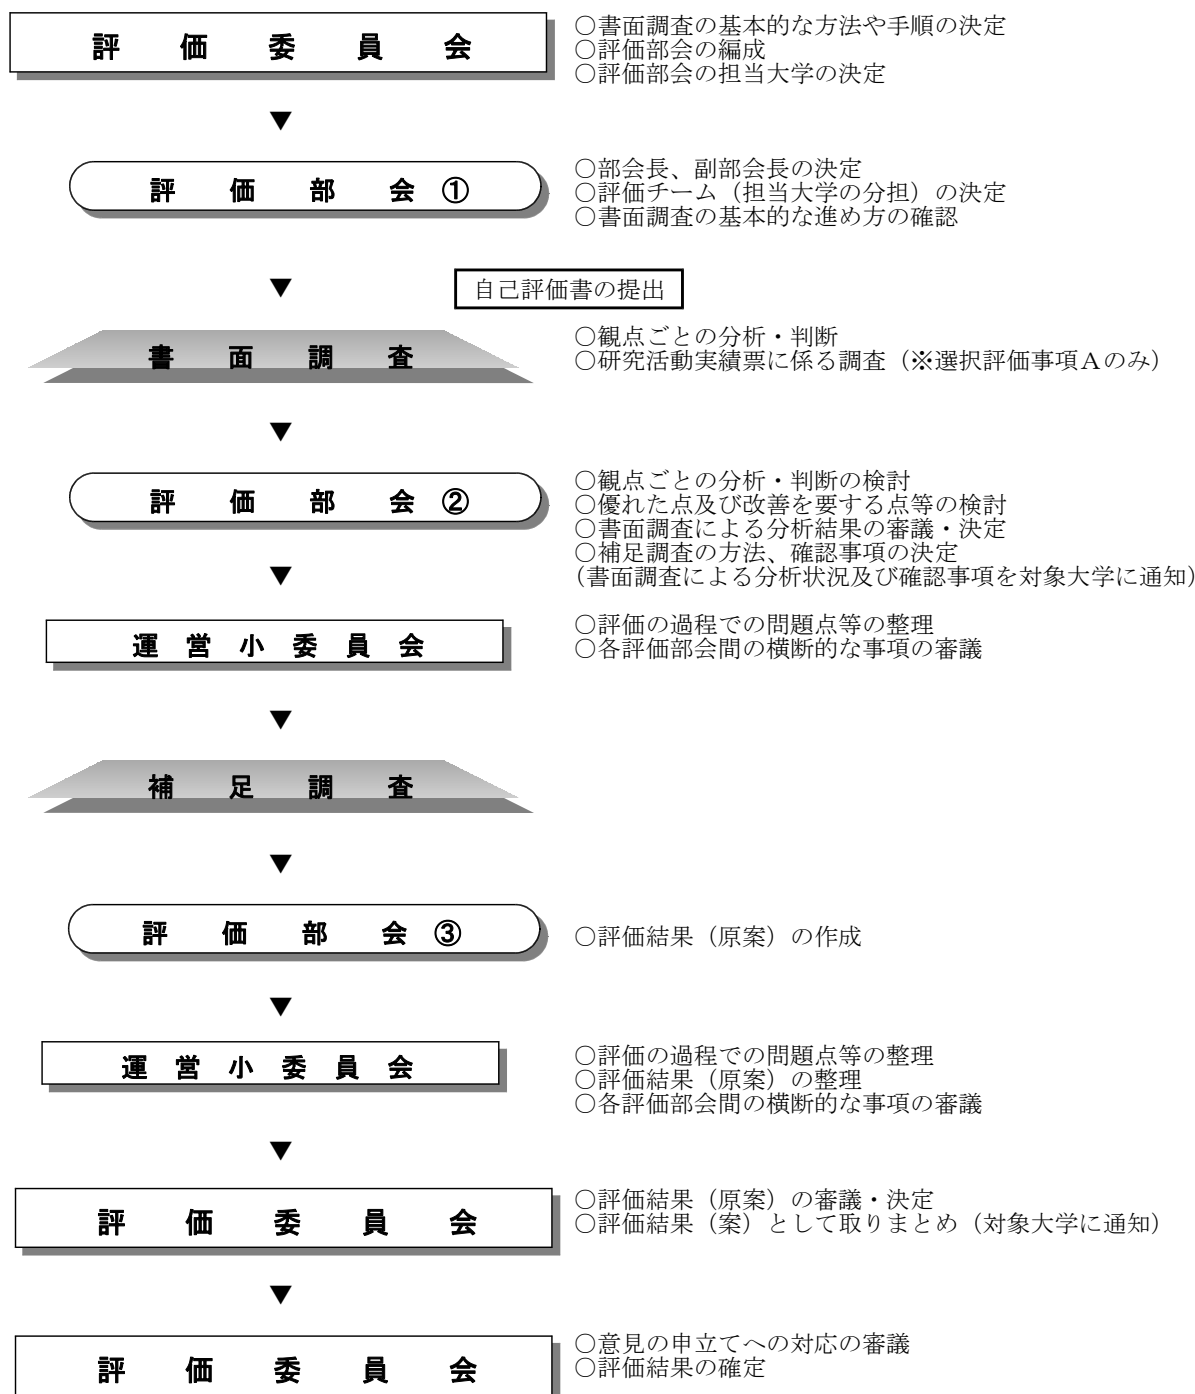 評価委員会
○書面調査の基本的な方法や手順の決定
○評価部会の編成
○評価部会の担当大学の決定
▼
評価部会①
○部会長、副部会長の決定
○評価チーム(担当大学の分担)の決定
○書面調査の基本的な進め方の確認
▼
自己評価書の提出
書面調査
○観点ごとの分析・判断
○研究活動実績票に係る調査(※選択評価事項Aのみ)
▼
評価部会②
○観点ごとの分析・判断の検討
○優れた点及び改善を要する点等の検討
○書面調査による分析結果の審議・決定
○補足調査の方法、確認事項の決定
(書面調査による分析状況及び確認事項を対象大学に通知)
▼
運営小委員会
○評価の過程での問題点等の整理
○各評価部会間の横断的な事項の審議
▼
補足調査
▼
評価部会③
○評価結果(原案)の作成
▼
運営小委員会
○評価の過程での問題点等の整理
○評価結果(原案)の整理
○各評価部会間の横断的な事項の審議
▼
評価委員会
○評価結果(原案)の審議・決定
○評価結果(案)として取りまとめ(対象大学に通知)
▼
評価委員会
○意見の申立てへの対応の審議
○評価結果の確定